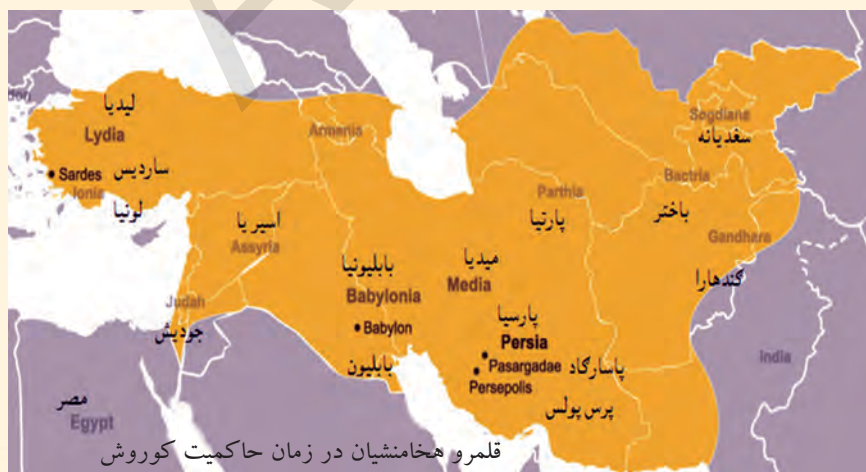 لیدیا
Lydia
Armenia
Sogdiana
سغدیانه
Sardes
ساردیس
Ionia
لونیا
Bactria
باختر
Parthia
پارتیا
اسیریا
Assyria
Gandhara
گندهارا
بابلیونیا
Babylonia
میدیا
Media
Judah
جودیش
Babylon
بابلیون
پارسیا
Persia
Pasargadae
پاسارگاد
Persepolis
پرس پولس
India
مصر
Egypt
قلمرو هخامنشیان در زمان حاکمیت کوروش